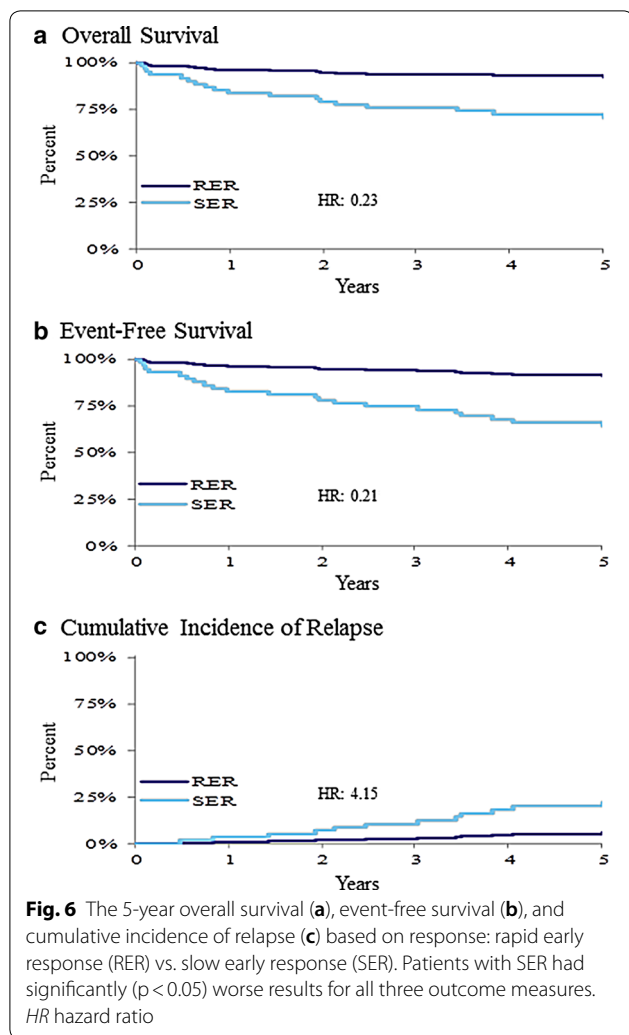 a Overall Survival
100%
75%
50%
25%
0%
Percent
RER
SER
HR: 0.23
0 1 2 3 4 5
Years
b Event-Free Survival
100%
75%
50%
25%
0%
Percent
RER
SER
HR: 0.21
0 1 2 3 4 5
Years
c Cumulative Incidence of Relapse
100%
75%
50%
25%
0%
Percent
RER
SER
HR: 4.15
0 1 2 3 4 5
Years
Fig. 6 The 5-year overall survival (a), event-free survival (b), and
cumulative incidence of relapse (c) based on response: rapid early
response (RER) vs. slow early response (SER). Patients with SER had
significantly (p < 0.05) worse results for all three outcome measures.
HR hazard ratio